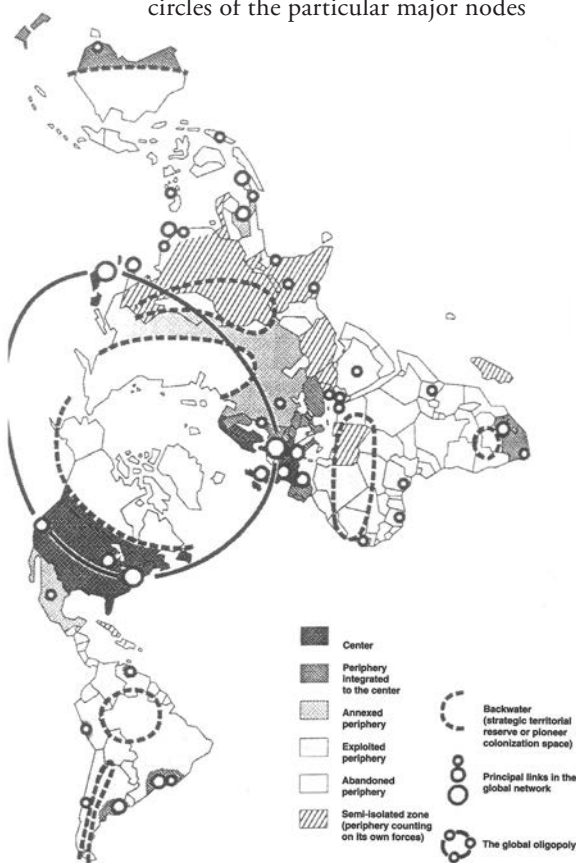 circles of the particular major nodes
Center
Periphery
integrated
to the center
Annexed
periphery
Exploited
periphery
Abandoned
periphery
Semi-isolated zone
(periphery counting
on its own forces)
Backwater
(strategic territorial
reserve or pioneer
colonization space)
Principal links in the
global network
The global oligopoly